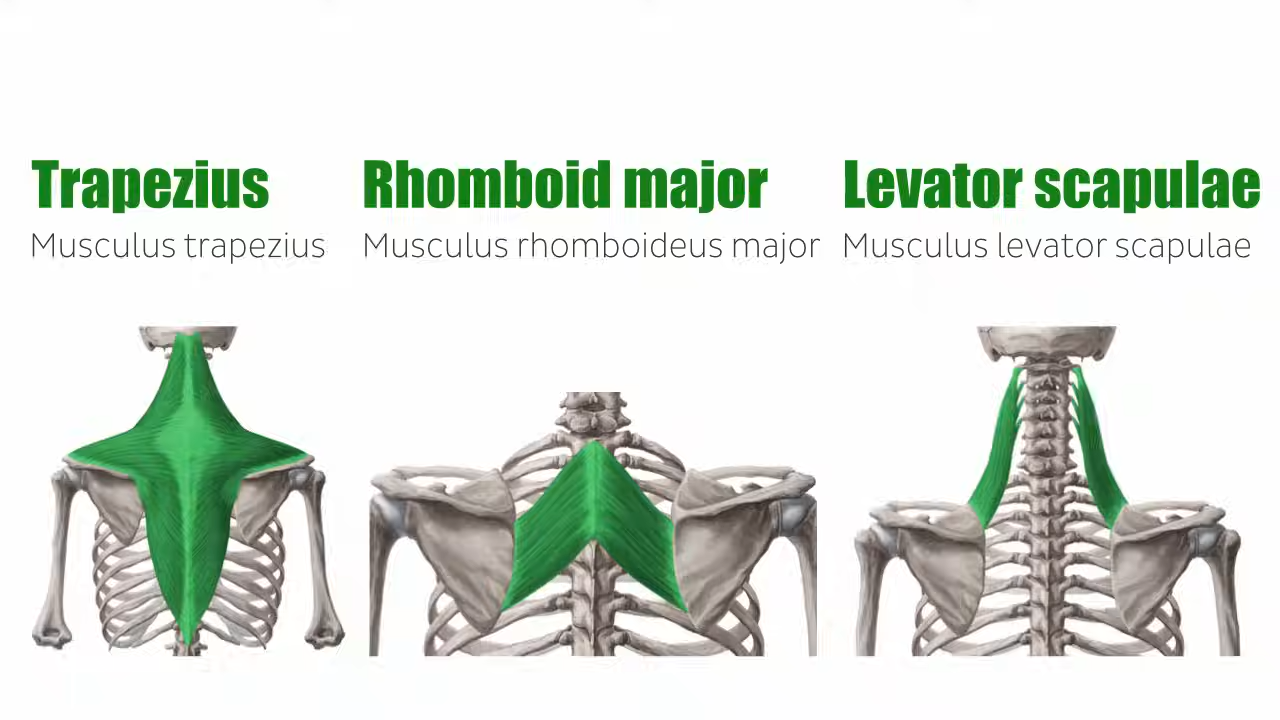 Trapezius
Musculus trapezius
Rhomboid major
Musculus rhomboideus major
Levator scapulae
Musculus levator scapulae